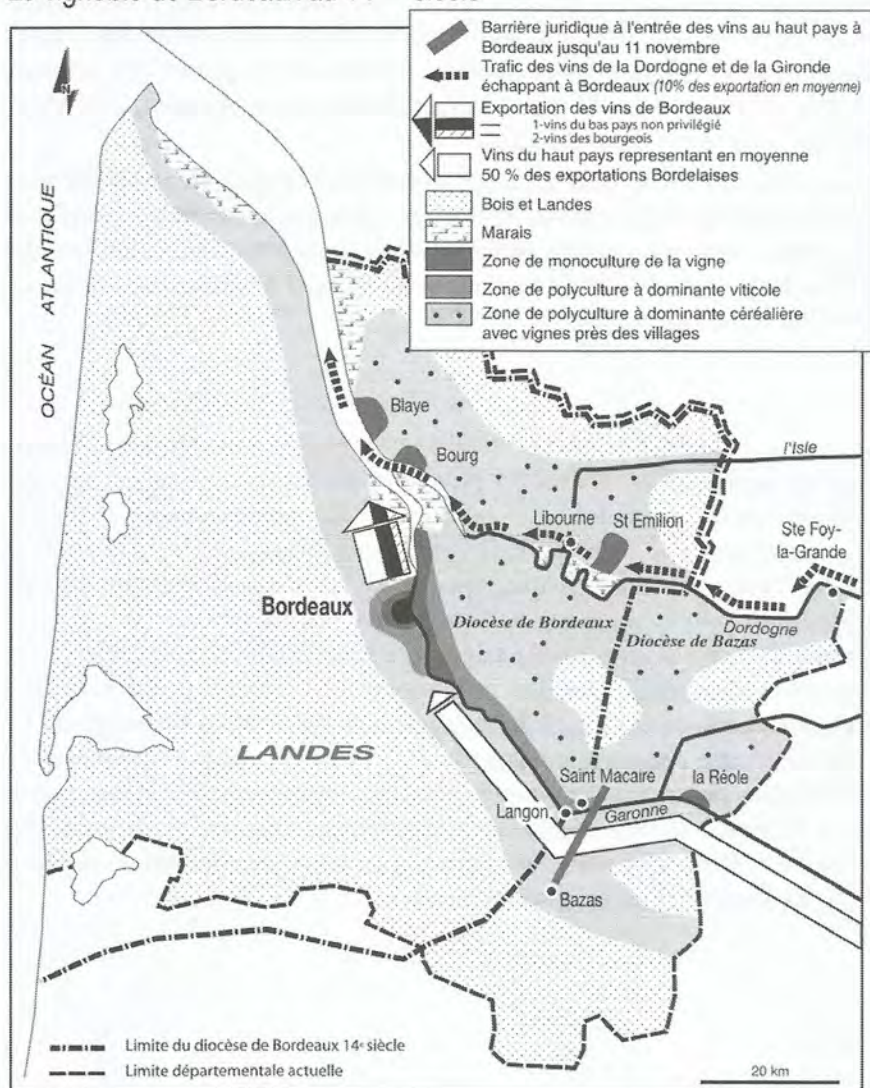 Barrière juridique à l'entrée des vins au haut pays à
Bordeaux jusqu'au 11 novembre
Trafic des vins de la Dordogne et de la Gironde
échappant à Bordeaux (10% des exportation en moyenne)
Exportation des vins de Bordeaux
1-vins du bas pays non privilégié
2-vins des bourgeois
Vins du haut pays representant en moyenne
50 % des exportations Bordelaises
Bois et Landes
Marais
Zone de monoculture de la vigne
Zone de polyculture à dominante viticole
Zone de polyculture à dominante céréalière
avec vignes près des villages
N
OCÉAN ATLANTIQUE
Blaye
Bourg
l'Isle
Libourne
St Emilion
Ste Foy-
la-Grande
Bordeaux
Diocèse de Bordeaux
Diocèse de Bazas
Dordogne
LANDES
Saint Macaire
la Réole
Langon
Garonne
Bazas
Limite du diocèse de Bordeaux 14e siècle
Limite départementale actuelle
20 km